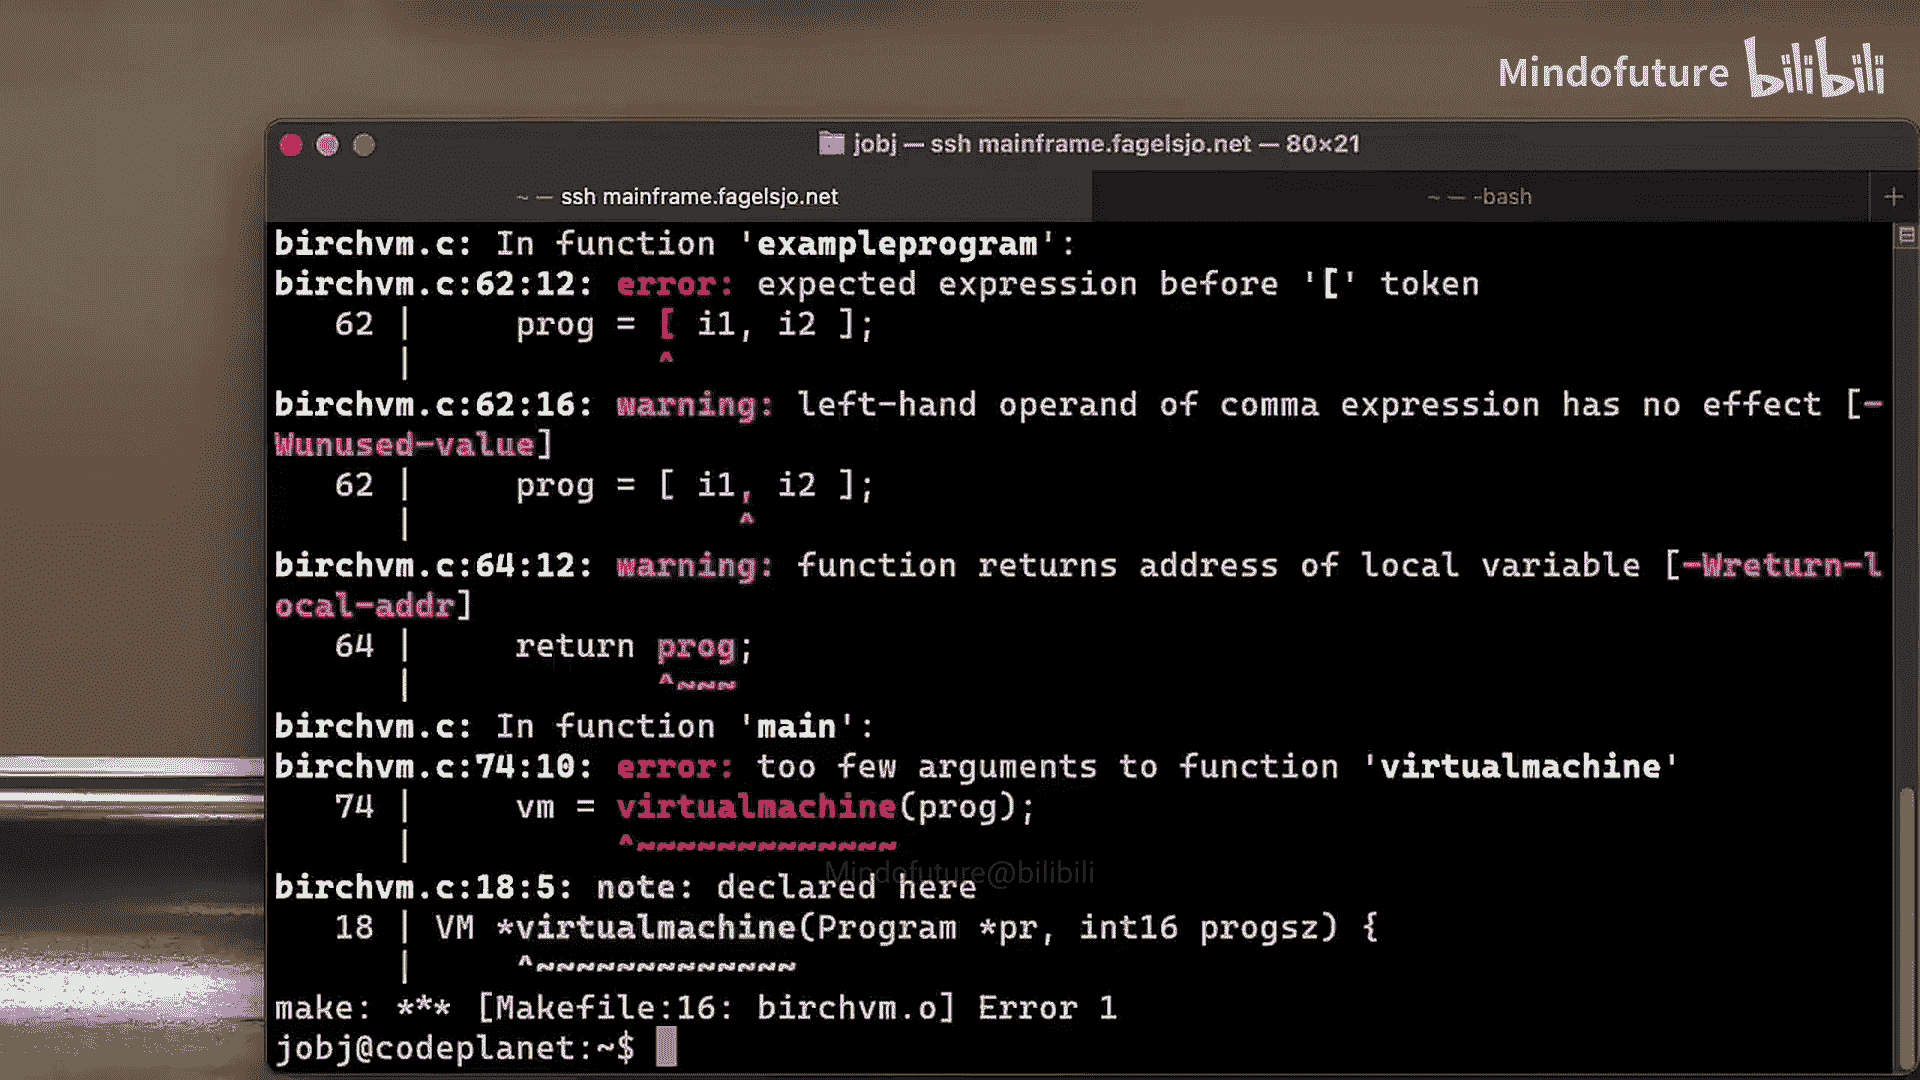 Mindofuture bilibili
jobj — ssh mainframe.fagelsjo.net — 80×21
~ — ssh mainframe.fagelsjo.net
~ — -bash
+
birchvm.c: In function 'exampleprogram':
birchvm.c:62:12: error: expected expression before '[' token
   62 |     prog = [ i1, i2 ];
      |            ^
birchvm.c:62:16: warning: left-hand operand of comma expression has no effect [-
Wunused-value]
   62 |     prog = [ i1, i2 ];
      |                ^
birchvm.c:64:12: warning: function returns address of local variable [-Wreturn-l
ocal-addr]
   64 |     return prog;
      |            ^~~~
birchvm.c: In function 'main':
birchvm.c:74:10: error: too few arguments to function 'virtualmachine'
   74 |     vm = virtualmachine(prog);
      |          ^~~~~~~~~~~~~~
Mindofuture@bilibili
birchvm.c:18:5: note: declared here
   18 | VM *virtualmachine(Program *pr, int16 progsz) {
      |     ^~~~~~~~~~~~~~
make: *** [Makefile:16: birchvm.o] Error 1
jobj@codeplanet:~$